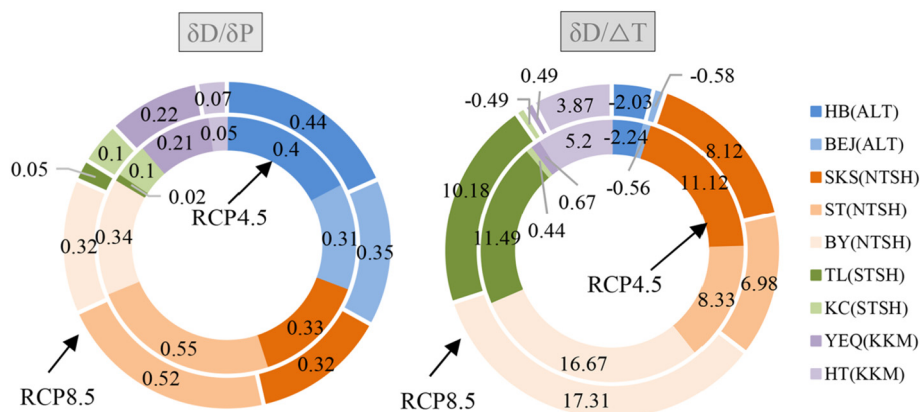 δD/δP
0.07
0.44
0.22
0.05
0.21
0.4
0.1
0.1
0.05
0.02
RCP4.5
0.32
0.34
0.31
0.35
0.33
0.55
0.32
0.52
RCP8.5
δD/△T
0.49
-0.49
-0.58
3.87
-2.03
5.2
-2.24
8.12
-0.56
11.12
10.18
0.67
11.49
0.44
RCP4.5
6.98
8.33
16.67
17.31
RCP8.5
HB(ALT)
BEJ(ALT)
SKS(NTSH)
ST(NTSH)
BY(NTSH)
TL(STSH)
KC(STSH)
YEQ(KKM)
HT(KKM)